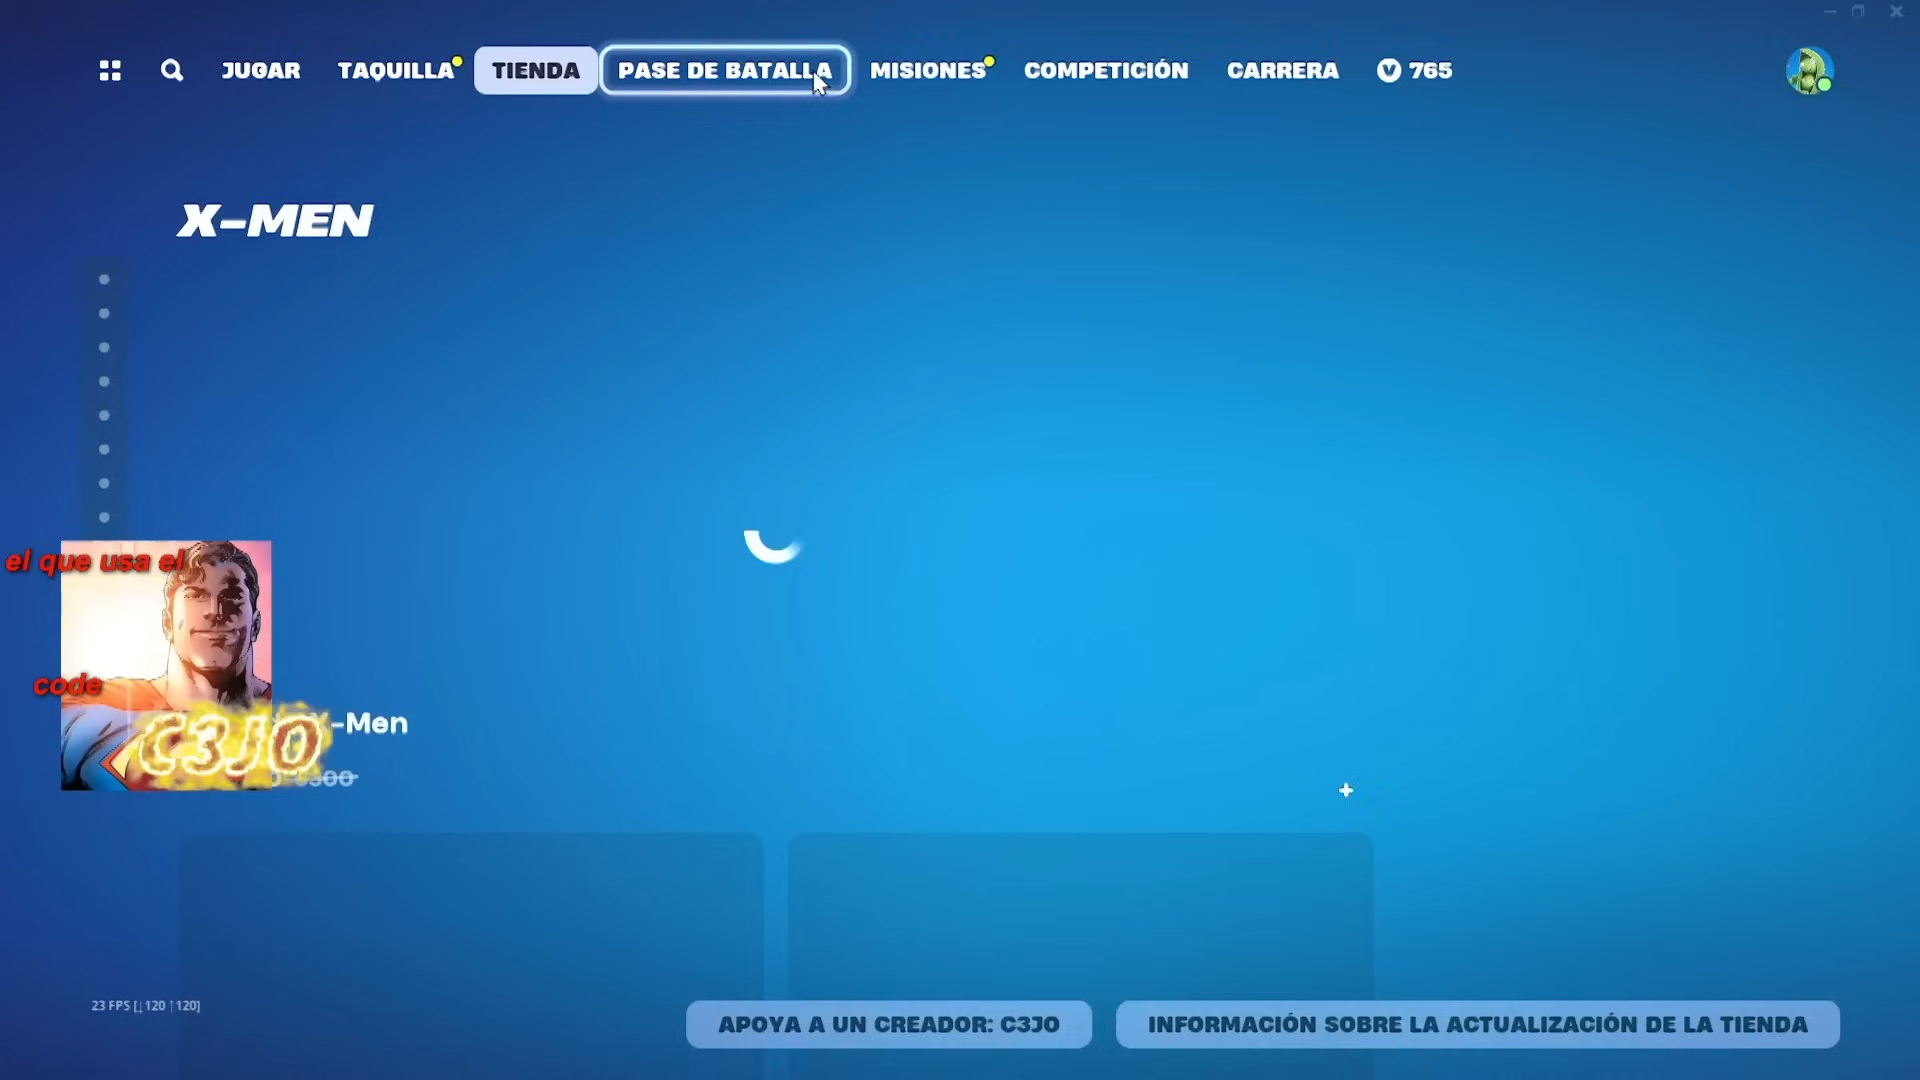 JUGAR TAQUILLA TIENDA PASE DE BATALLA MISIONES COMPETICIÓN CARRERA V 765
X-MEN
el que usa el
code
C3JO
X-Men
APOYA A UN CREADOR: C3JO
INFORMACIÓN SOBRE LA ACTUALIZACIÓN DE LA TIENDA
23 FPS [↓120 ↑120]